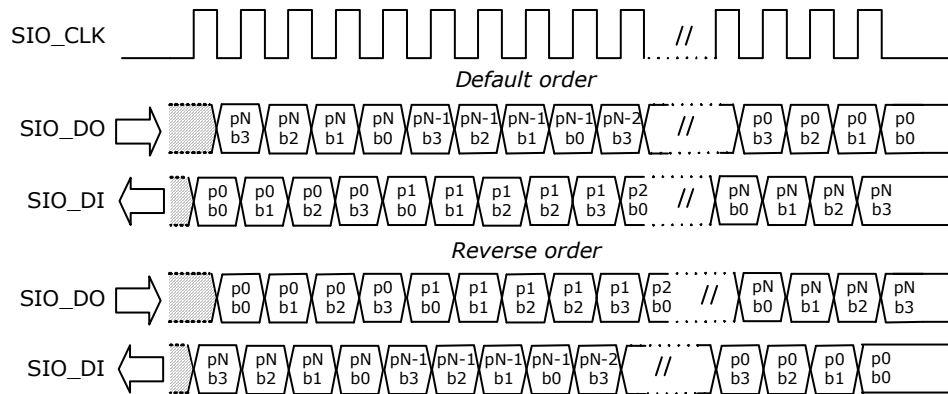 SIO_CLK //
Default order
SIO_DO
pN pN pN pN pN-1 pN-1 pN-1 pN-1 pN-2 // p0 p0 p0 p0
b3 b2 b1 b0 b3 b2 b1 b0 b3 b3 b2 b1 b0
SIO_DI
p0 p0 p0 p0 p1 p1 p1 p1 p1 p2 // pN pN pN pN
b0 b1 b2 b3 b0 b1 b2 b2 b3 b0 b0 b1 b2 b3
Reverse order
SIO_DO
p0 p0 p0 p0 p1 p1 p1 p1 p1 p2 // pN pN pN pN
b0 b1 b2 b3 b0 b1 b2 b2 b3 b0 b0 b1 b2 b3
SIO_DI
pN pN pN pN pN-1 pN-1 pN-1 pN-1 pN-2 // p0 p0 p0 p0
b3 b2 b1 b0 b3 b2 b1 b0 b3 b3 b2 b1 b0